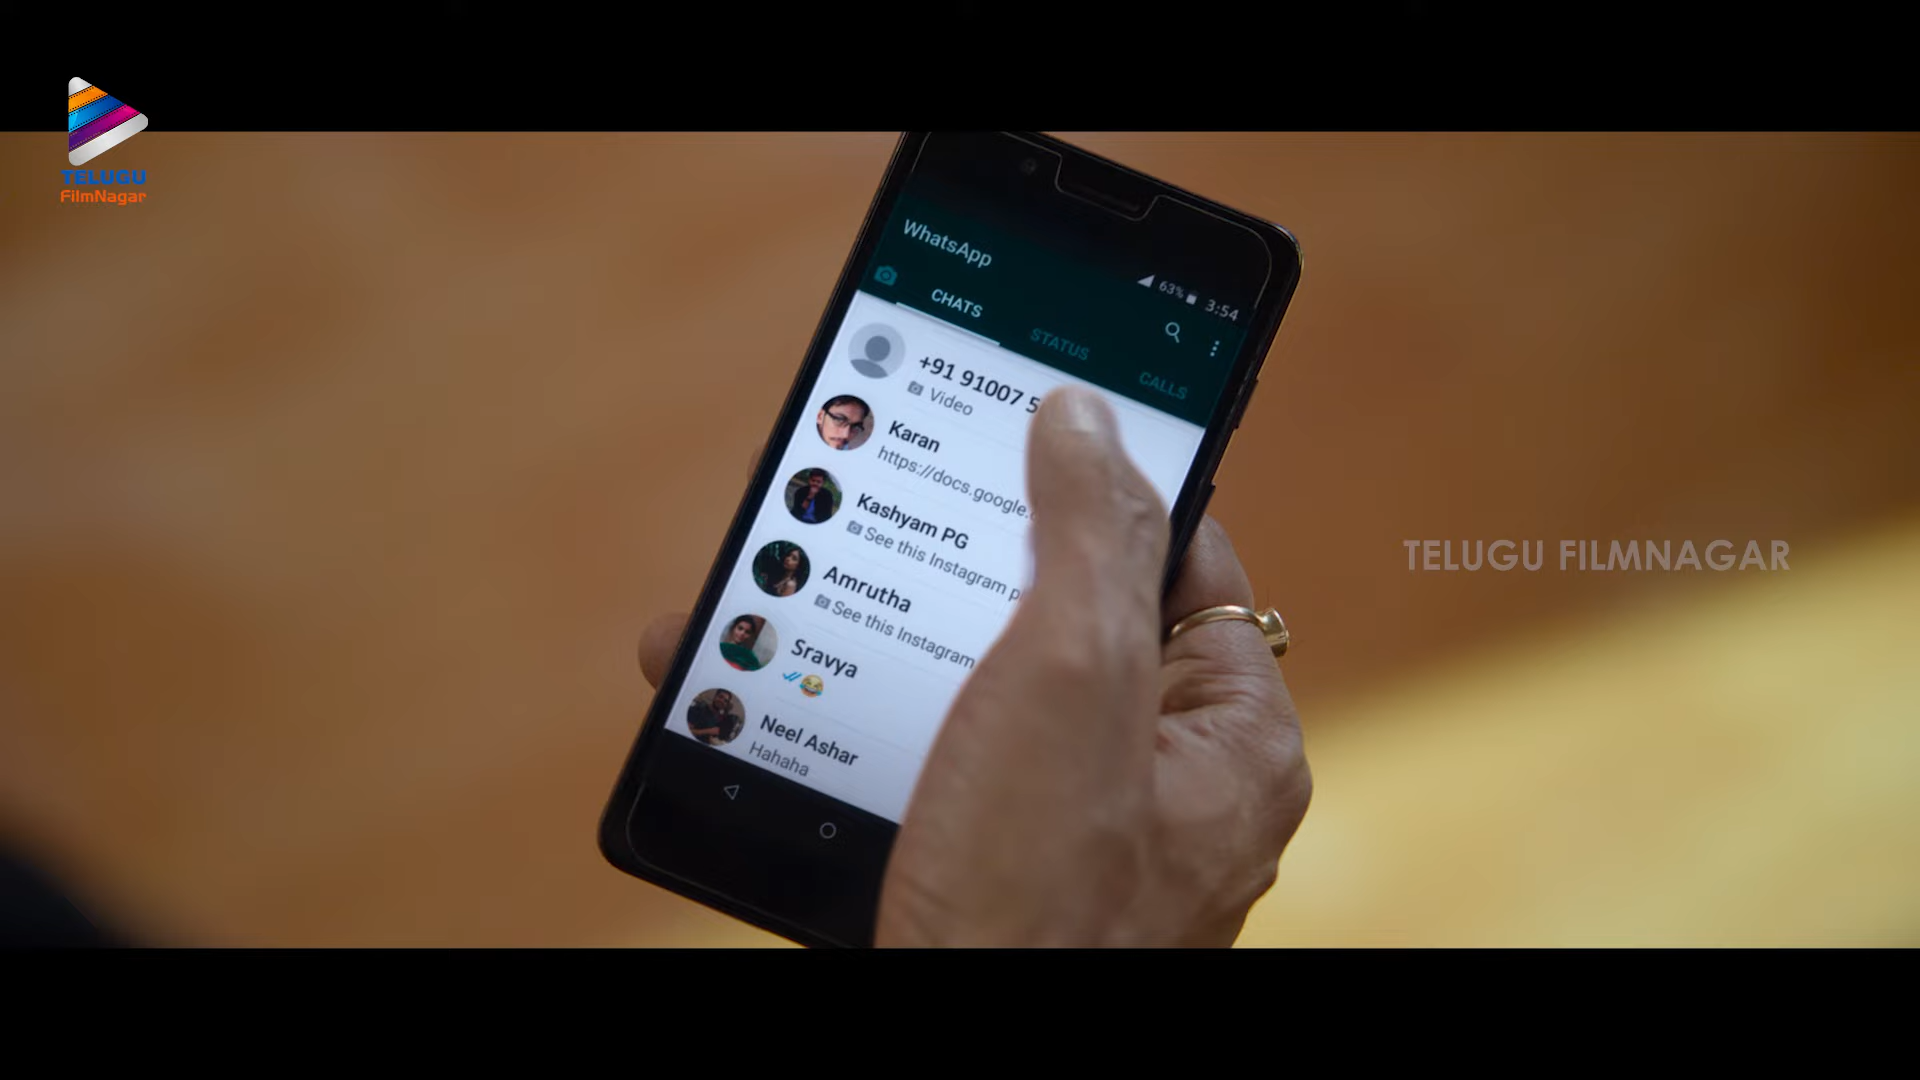 TELUGU
FilmNagar
WhatsApp
63% 3:54
CHATS STATUS CALLS
+91 91007 5
Video
Karan
https://docs.google.
Kashyam PG
See this Instagram p
Amrutha
See this Instagram
Sravya
Neel Ashar
Hahaha
TELUGU FILMNAGAR